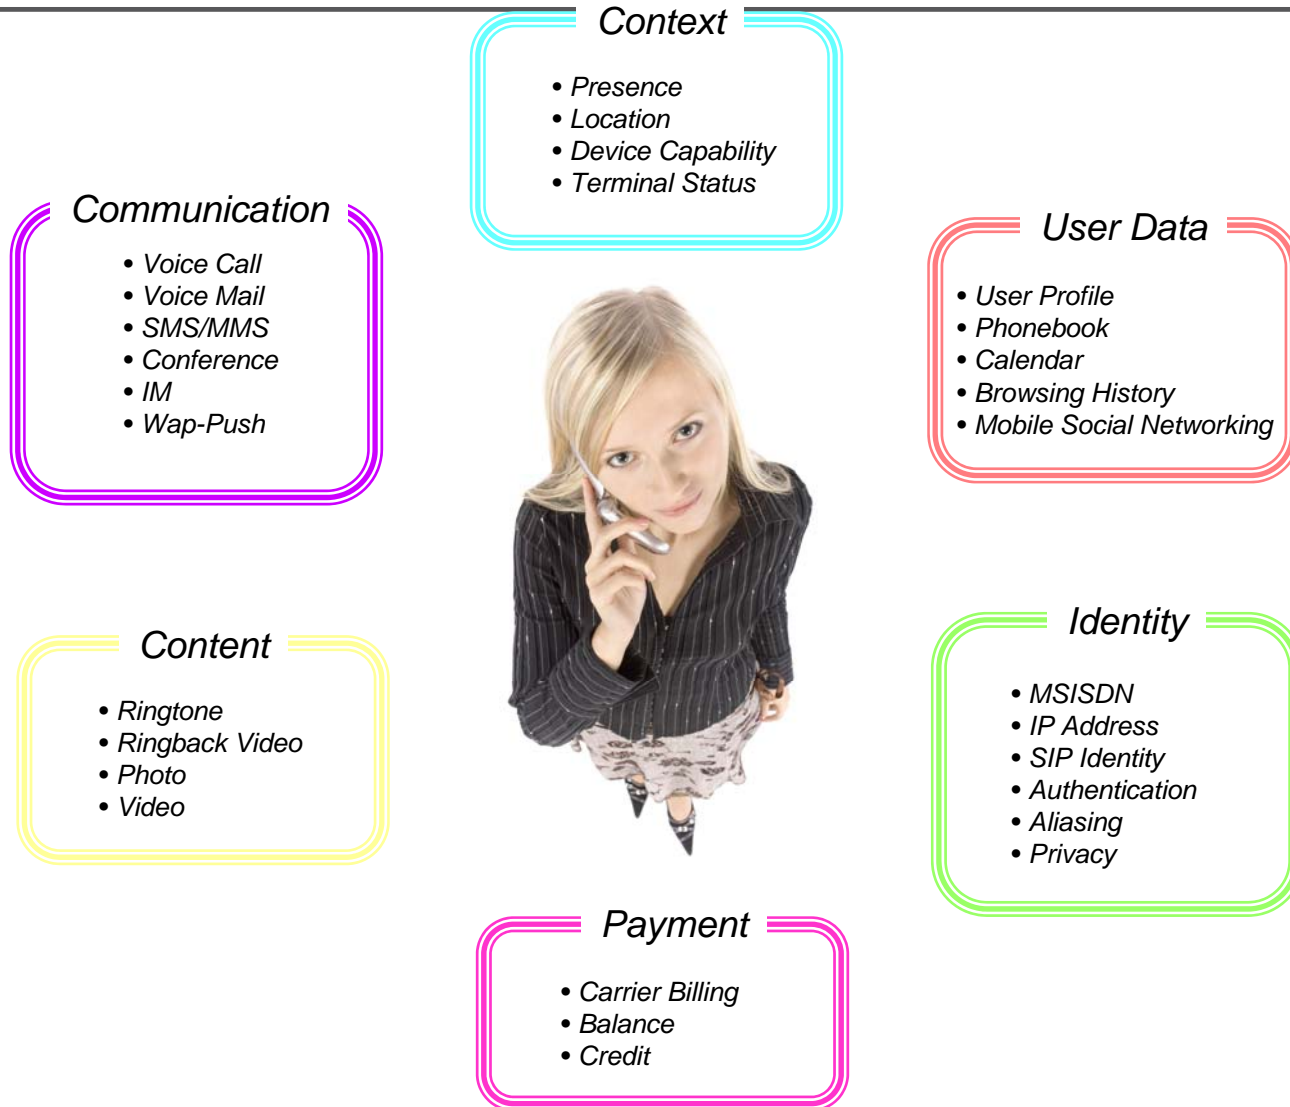 Context
• Presence
• Location
• Device Capability
• Terminal Status
Communication
• Voice Call
• Voice Mail
• SMS/MMS
• Conference
• IM
• Wap-Push
User Data
• User Profile
• Phonebook
• Calendar
• Browsing History
• Mobile Social Networking
Content
• Ringtone
• Ringback Video
• Photo
• Video
Identity
• MSISDN
• IP Address
• SIP Identity
• Authentication
• Aliasing
• Privacy
Payment
• Carrier Billing
• Balance
• Credit